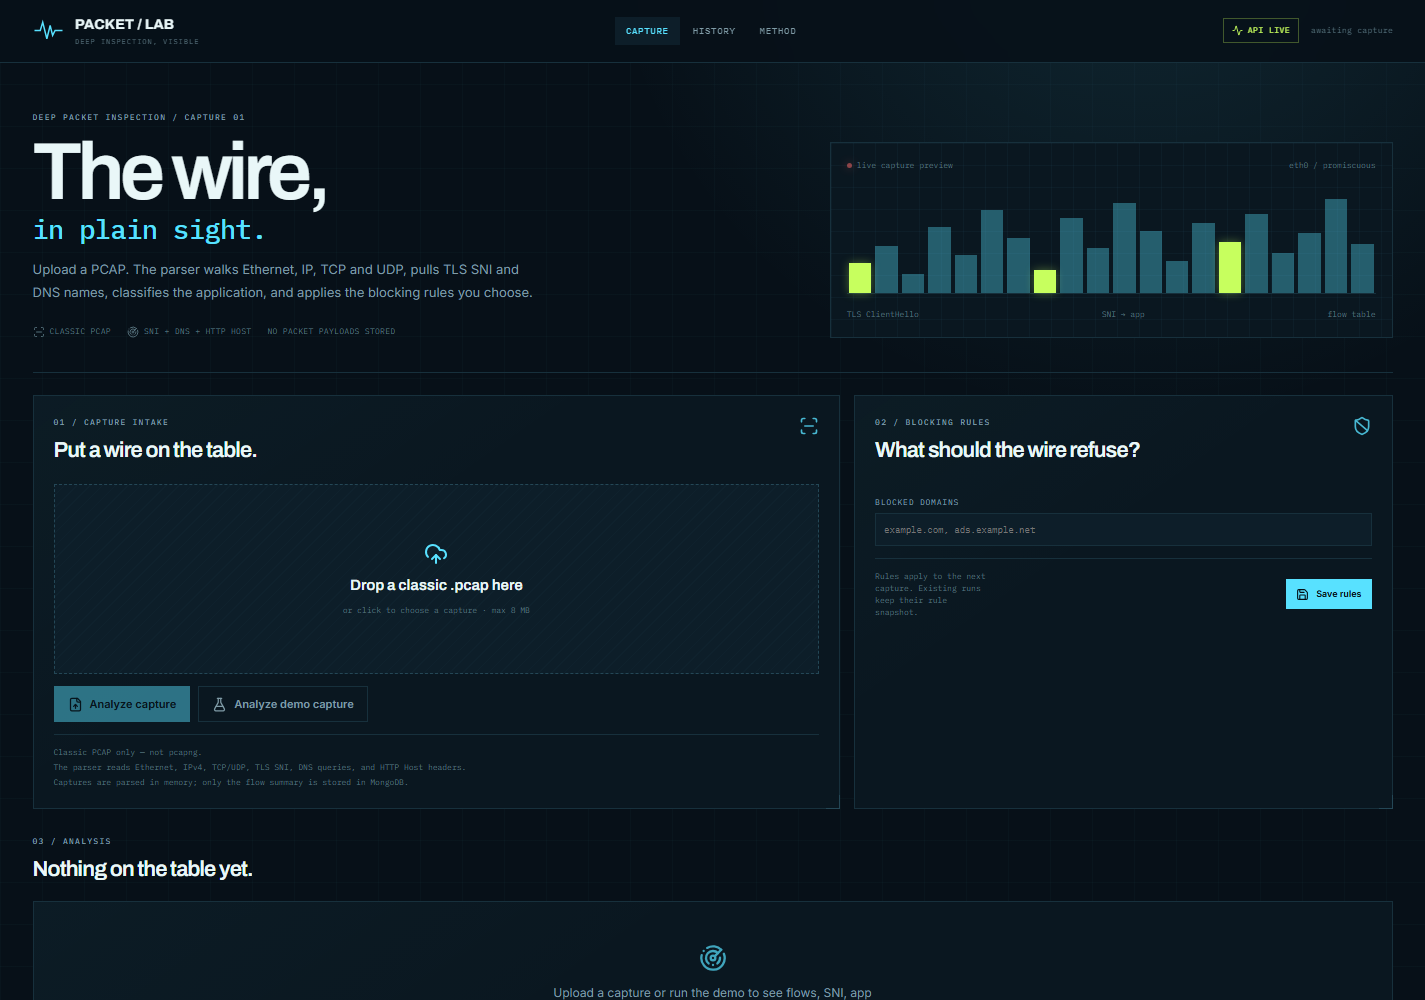 PACKET / LAB
DEEP INSPECTION, VISIBLE
CAPTURE
HISTORY
METHOD
API LIVE
awaiting capture
DEEP PACKET INSPECTION / CAPTURE 01
The wire,
in plain sight.
Upload a PCAP. The parser walks Ethernet, IP, TCP and UDP, pulls TLS SNI and
DNS names, classifies the application, and applies the blocking rules you choose.
CLASSIC PCAP
SNI + DNS + HTTP HOST
NO PACKET PAYLOADS STORED
live capture preview
eth0 / promiscuous
TLS ClientHello
SNI → app
flow table
01 / CAPTURE INTAKE
Put a wire on the table.
Drop a classic .pcap here
or click to choose a capture · max 8 MB
Analyze capture
Analyze demo capture
Classic PCAP only — not pcapng.
The parser reads Ethernet, IPv4, TCP/UDP, TLS SNI, DNS queries, and HTTP Host headers.
Captures are parsed in memory; only the flow summary is stored in MongoDB.
02 / BLOCKING RULES
What should the wire refuse?
BLOCKED DOMAINS
example.com, ads.example.net
Rules apply to the next
capture. Existing runs
keep their rule
snapshot.
Save rules
03 / ANALYSIS
Nothing on the table yet.
Upload a capture or run the demo to see flows, SNI, app